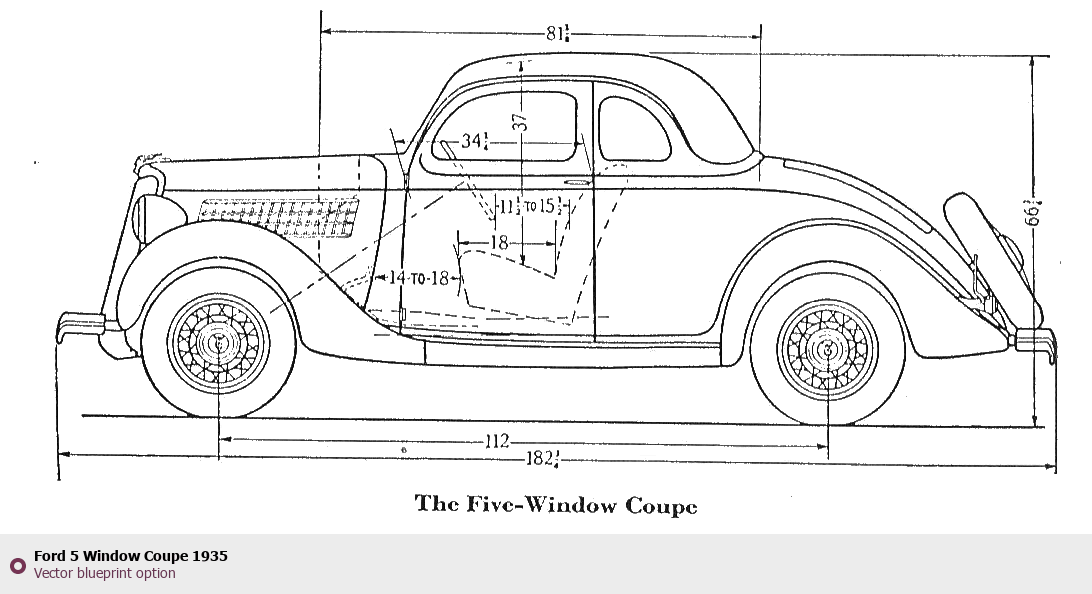 81¼
37
34¼
66¾
11½ TO 15½
18
14 TO 18
112
182¼
The Five-Window Coupe
Ford 5 Window Coupe 1935
Vector blueprint option